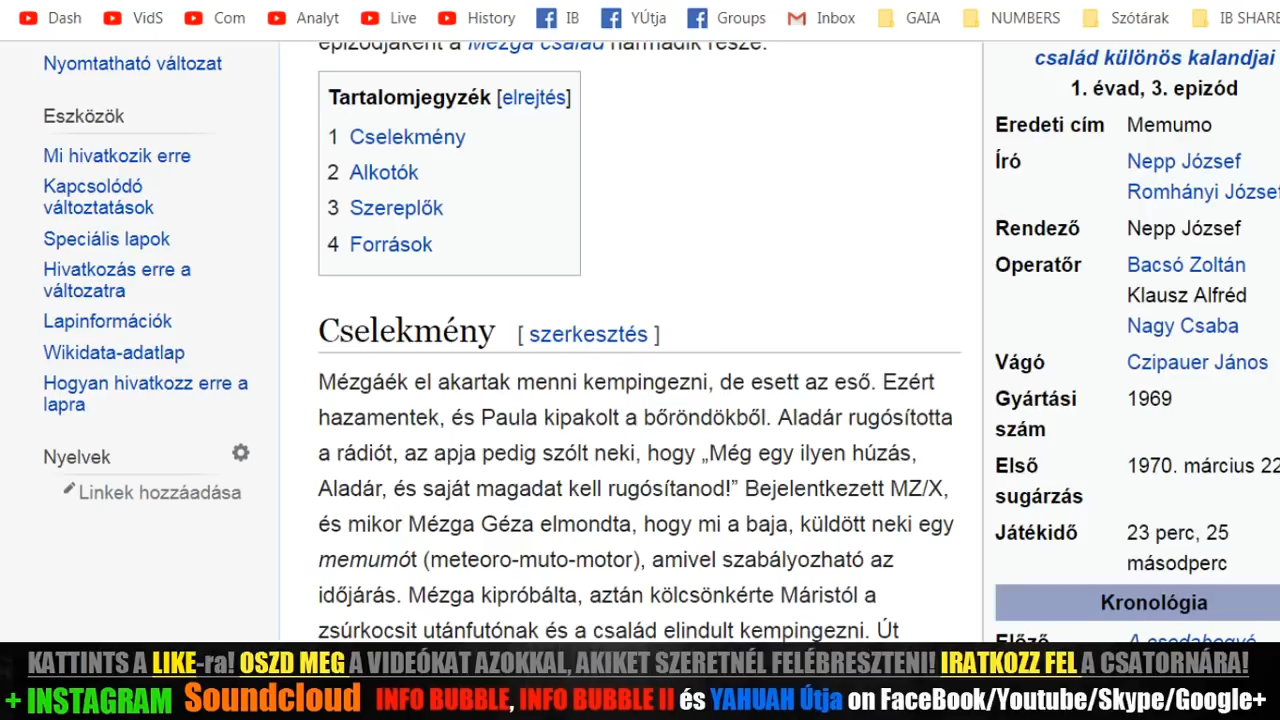 Dash VidS Com Analyt Live History IB YÚtja Groups Inbox GAIA NUMBERS Szótárak IB SHARE
Nyomtatható változat
Eszközök
Mi hivatkozik erre
Kapcsolódó
változtatások
Speciális lapok
Hivatkozás erre a
változatra
Lapinformációk
Wikidata-adatlap
Hogyan hivatkozz erre a
lapra
Nyelvek
Linkek hozzáadása
epizódjaként a Mézga család harmadik része.
Tartalomjegyzék [elrejtés]
1 Cselekmény
2 Alkotók
3 Szereplők
4 Források
Cselekmény [ szerkesztés ]
Mézgáék el akartak menni kempingezni, de esett az eső. Ezért
hazamentek, és Paula kipakolt a bőröndökből. Aladár rugósította
a rádiót, az apja pedig szólt neki, hogy „Még egy ilyen húzás,
Aladár, és saját magadat kell rugósítanod!” Bejelentkezett MZ/X,
és mikor Mézga Géza elmondta, hogy mi a baja, küldött neki egy
memumót (meteoro-muto-motor), amivel szabályozható az
időjárás. Mézga kipróbálta, aztán kölcsönkérte Máristól a
zsúrkocsit utánfutónak és a család elindult kempingezni. Út
család különös kalandjai
1. évad, 3. epizód
Eredeti cím Memumo
Író Nepp József
Romhányi József
Rendező Nepp József
Operatőr Bacsó Zoltán
Klausz Alfréd
Nagy Csaba
Vágó Czipauer János
Gyártási 1969
szám
Első 1970. március 22
sugárzás
Játékidő 23 perc, 25
másodperc
Kronológia
Előző A csodabogyó
KATTINTS A LIKE-ra! OSZD MEG A VIDEÓKAT AZOKKAL, AKIKET SZERETNÉL FELÉBRESZTENI! IRATKOZZ FEL A CSATORNÁRA!
+ INSTAGRAM Soundcloud INFO BUBBLE, INFO BUBBLE II és YAHUAH Útja on FaceBook/Youtube/Skype/Google+